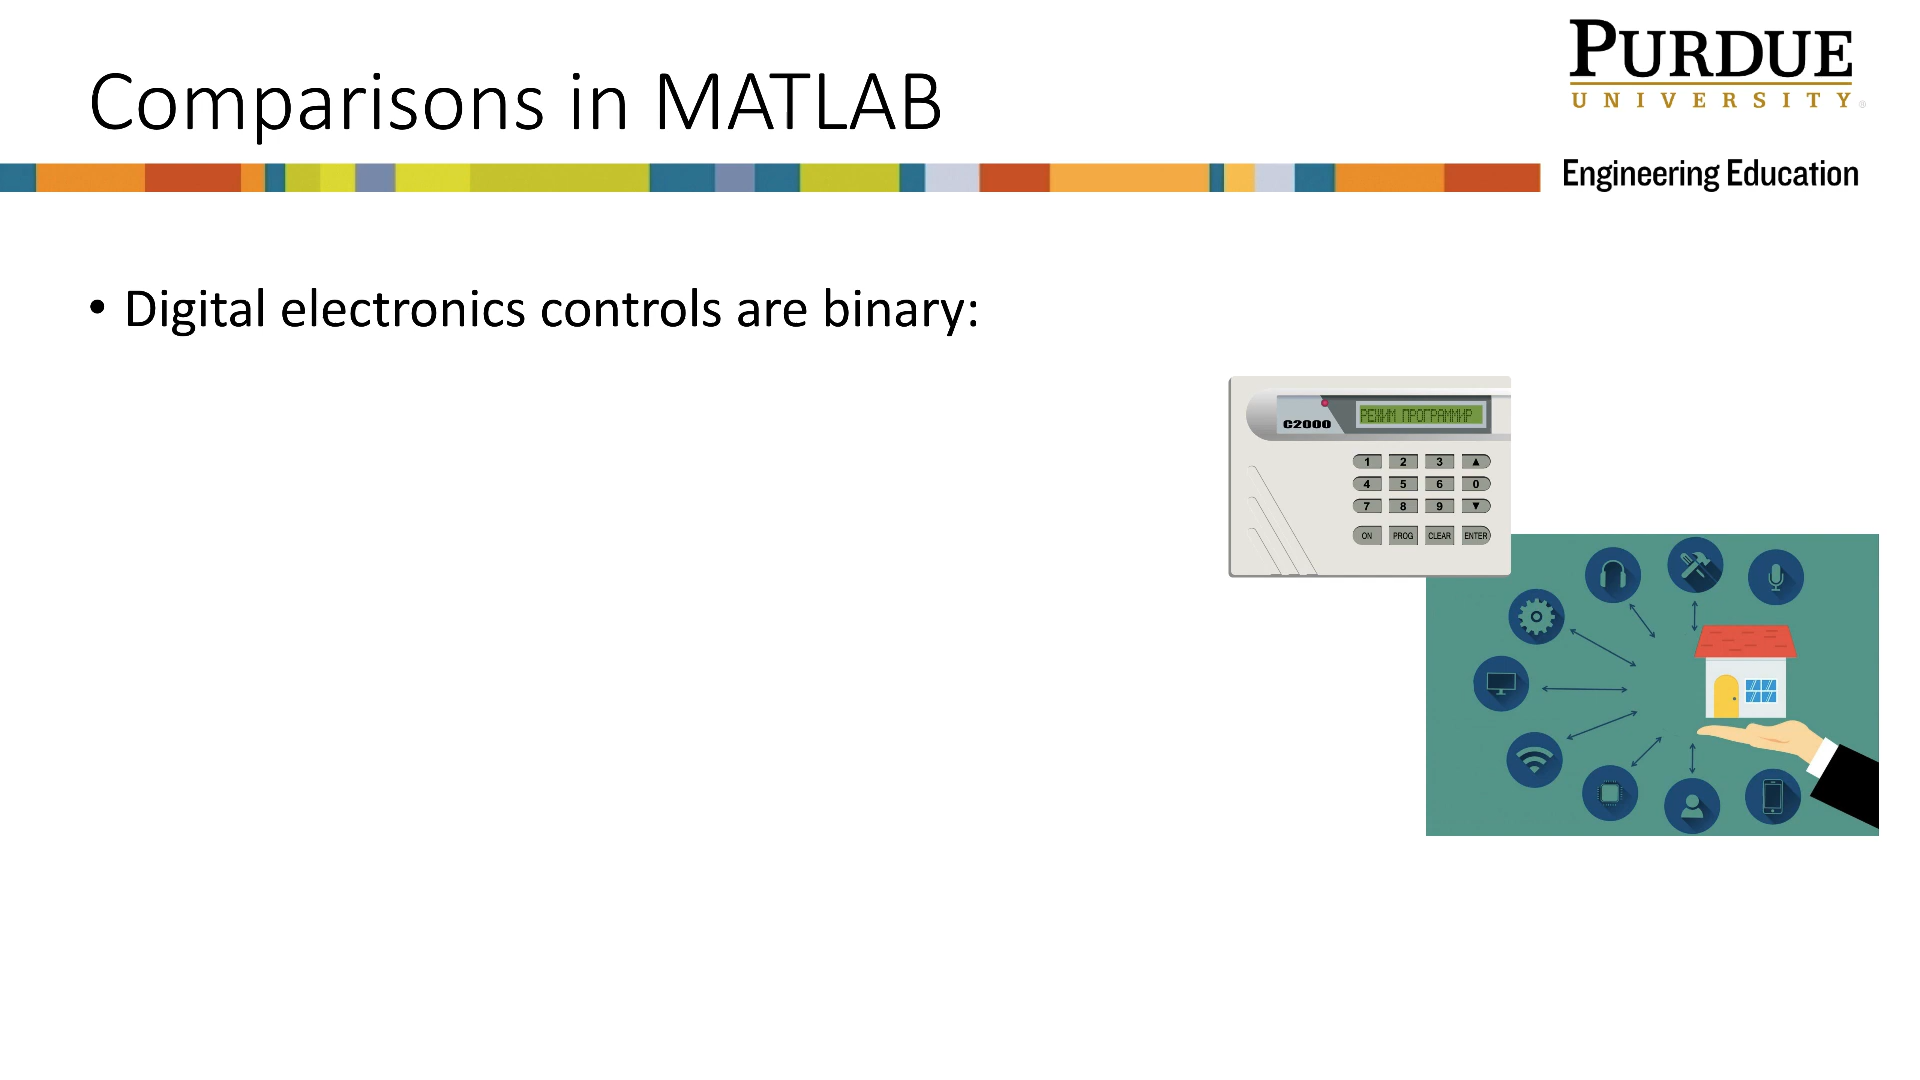 Comparisons in MATLAB
PURDUE
UNIVERSITY®
Engineering Education
• Digital electronics controls are binary:
C2000
РЕЖИМ ПРОГРАММИР
1 2 3 ▲
4 5 6 0
7 8 9 ▼
ON PROG CLEAR ENTER